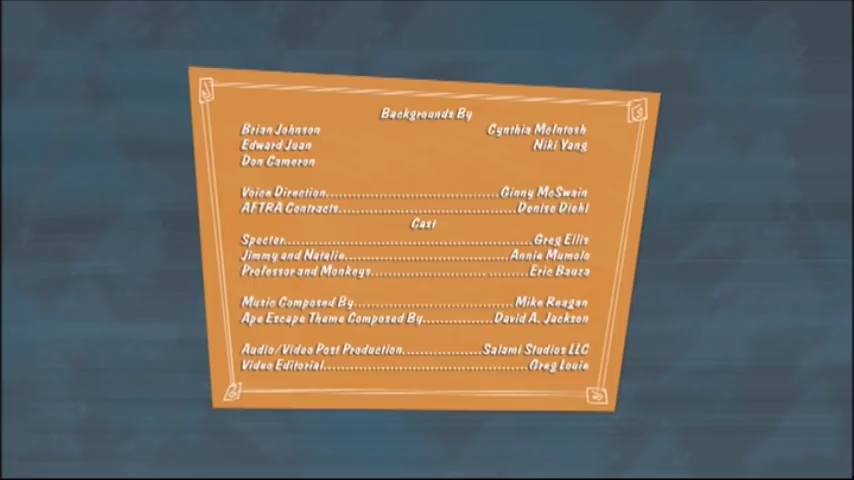 Backgrounds By
Brian Johnson Cynthia McIntosh
Edward Juan Niki Yang
Don Cameron
Voice Direction..............................Ginny McSwain
AFTRA Contracts..............................Denise Diehl
Cast
Specter..............................Greg Ellis
Jimmy and Natalie..............................Annie Mumolo
Professor and Monkeys..............................Eric Bauza
Music Composed By..............................Mike Reagan
Ape Escape Theme Composed By..............David A. Jackson
Audio/Video Post Production................Salami Studios LLC
Video Editorial..............................Greg Louie